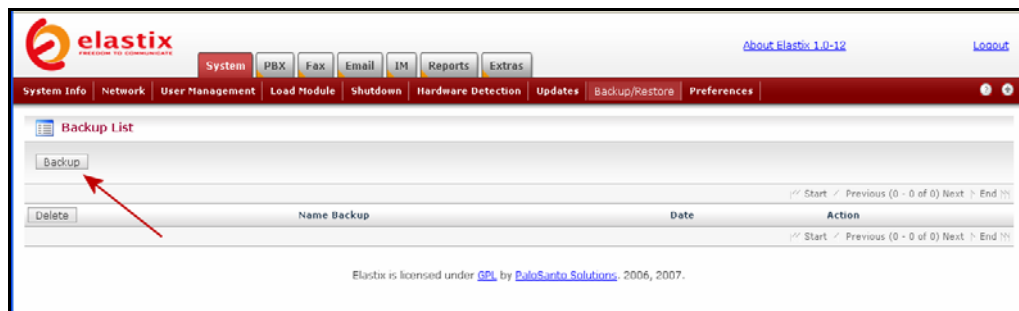 elastix
FREEDOM TO COMMUNICATE
About Elastix 1.0-12 Logout
System PBX Fax Email IM Reports Extras
System Info Network User Management Load Module Shutdown Hardware Detection Updates Backup/Restore Preferences
Backup List
Backup
Start Previous (0 - 0 of 0) Next End
Delete Name Backup Date Action
Start Previous (0 - 0 of 0) Next End
Elastix is licensed under GPL by PaloSanto Solutions. 2006, 2007.